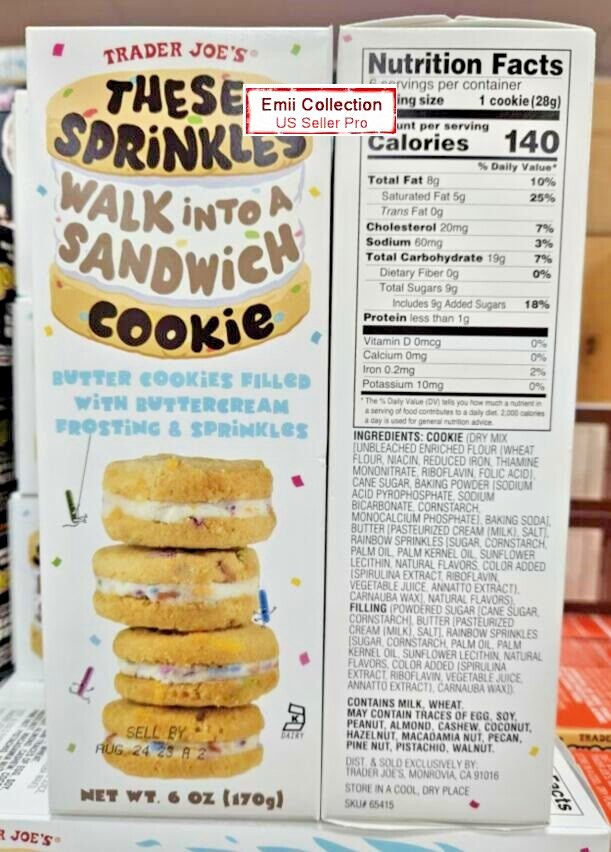 TRADER JOE'S
THESE
SPRiNKLES
WALK iNTO A
SANDWiCH
COOKie
BUTTER COOKiES FiLLeD
WiTH BUTTERCREAM
FROSTiNG & SPRiNKLeS
SELL BY
AUG 24 23 A 2
K
DAIRY
NET WT. 6 OZ (170g)
Emii Collection
US Seller Pro
Nutrition Facts
6 servings per container
ing size 1 cookie (28g)
unt per serving
Calories 140
% Daily Value*
Total Fat 8g 10%
Saturated Fat 5g 25%
Trans Fat 0g
Cholesterol 20mg 7%
Sodium 60mg 3%
Total Carbohydrate 19g 7%
Dietary Fiber 0g 0%
Total Sugars 9g
Includes 9g Added Sugars 18%
Protein less than 1g
Vitamin D 0mcg 0%
Calcium 0mg 0%
Iron 0.2mg 2%
Potassium 10mg 0%
* The % Daily Value (DV) tells you how much a nutrient in
a serving of food contributes to a daily diet. 2,000 calories
a day is used for general nutrition advice.
INGREDIENTS: COOKIE (DRY MIX
[UNBLEACHED ENRICHED FLOUR (WHEAT
FLOUR, NIACIN, REDUCED IRON, THIAMINE
MONONITRATE, RIBOFLAVIN, FOLIC ACID),
CANE SUGAR, BAKING POWDER (SODIUM
ACID PYROPHOSPHATE, SODIUM
BICARBONATE, CORNSTARCH,
MONOCALCIUM PHOSPHATE), BAKING SODA],
BUTTER [PASTEURIZED CREAM (MILK), SALT],
RAINBOW SPRINKLES [SUGAR, CORNSTARCH,
PALM OIL, PALM KERNEL OIL, SUNFLOWER
LECITHIN, NATURAL FLAVORS, COLOR ADDED
(SPIRULINA EXTRACT, RIBOFLAVIN,
VEGETABLE JUICE, ANNATTO EXTRACT),
CARNAUBA WAX], NATURAL FLAVORS),
FILLING (POWDERED SUGAR [CANE SUGAR,
CORNSTARCH], BUTTER [PASTEURIZED
CREAM (MILK), SALT], RAINBOW SPRINKLES
[SUGAR, CORNSTARCH, PALM OIL, PALM
KERNEL OIL, SUNFLOWER LECITHIN, NATURAL
FLAVORS, COLOR ADDED (SPIRULINA
EXTRACT, RIBOFLAVIN, VEGETABLE JUICE,
ANNATTO EXTRACT), CARNAUBA WAX]).
CONTAINS MILK, WHEAT.
MAY CONTAIN TRACES OF EGG, SOY,
PEANUT, ALMOND, CASHEW, COCONUT,
HAZELNUT, MACADAMIA NUT, PECAN,
PINE NUT, PISTACHIO, WALNUT.
DIST. & SOLD EXCLUSIVELY BY:
TRADER JOE'S, MONROVIA, CA 91016
STORE IN A COOL, DRY PLACE
SKU# 65415
R JOE'S
TRADE
acts